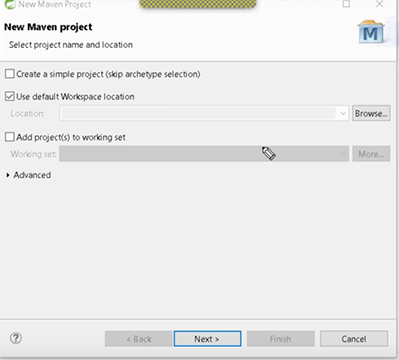 New Maven Project
New Maven project
Select project name and location
M
Create a simple project (skip archetype selection)
Use default Workspace location
Location:
Browse...
Add project(s) to working set
Working set:
More...
Advanced
?
< Back
Next >
Finish
Cancel